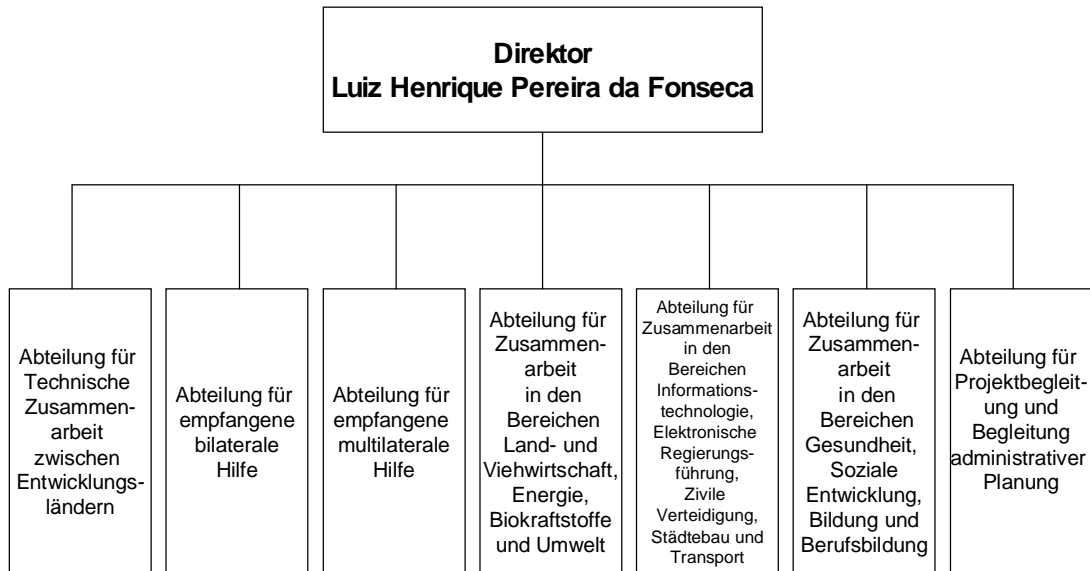 Direktor
Luiz Henrique Pereira da Fonseca
Abteilung für
Technische
Zusammen-
arbeit
zwischen
Entwicklungs-
ländern
Abteilung für
empfangene
bilaterale
Hilfe
Abteilung für
empfangene
multilaterale
Hilfe
Abteilung für
Zusammen-
arbeit
in den
Bereichen
Land- und
Viehwirtschaft,
Energie,
Biokraftstoffe
und Umwelt
Abteilung für
Zusammenarbeit
in den
Bereichen
Informations-
technologie,
Elektronische
Regierungs-
führung,
Zivile
Verteidigung,
Städtebau und
Transport
Abteilung für
Zusammen-
arbeit
in den
Bereichen
Gesundheit,
Soziale
Entwicklung,
Bildung und
Berufsbildung
Abteilung für
Projektbegleit-
itung und
Begleitung
administrativer
Planung